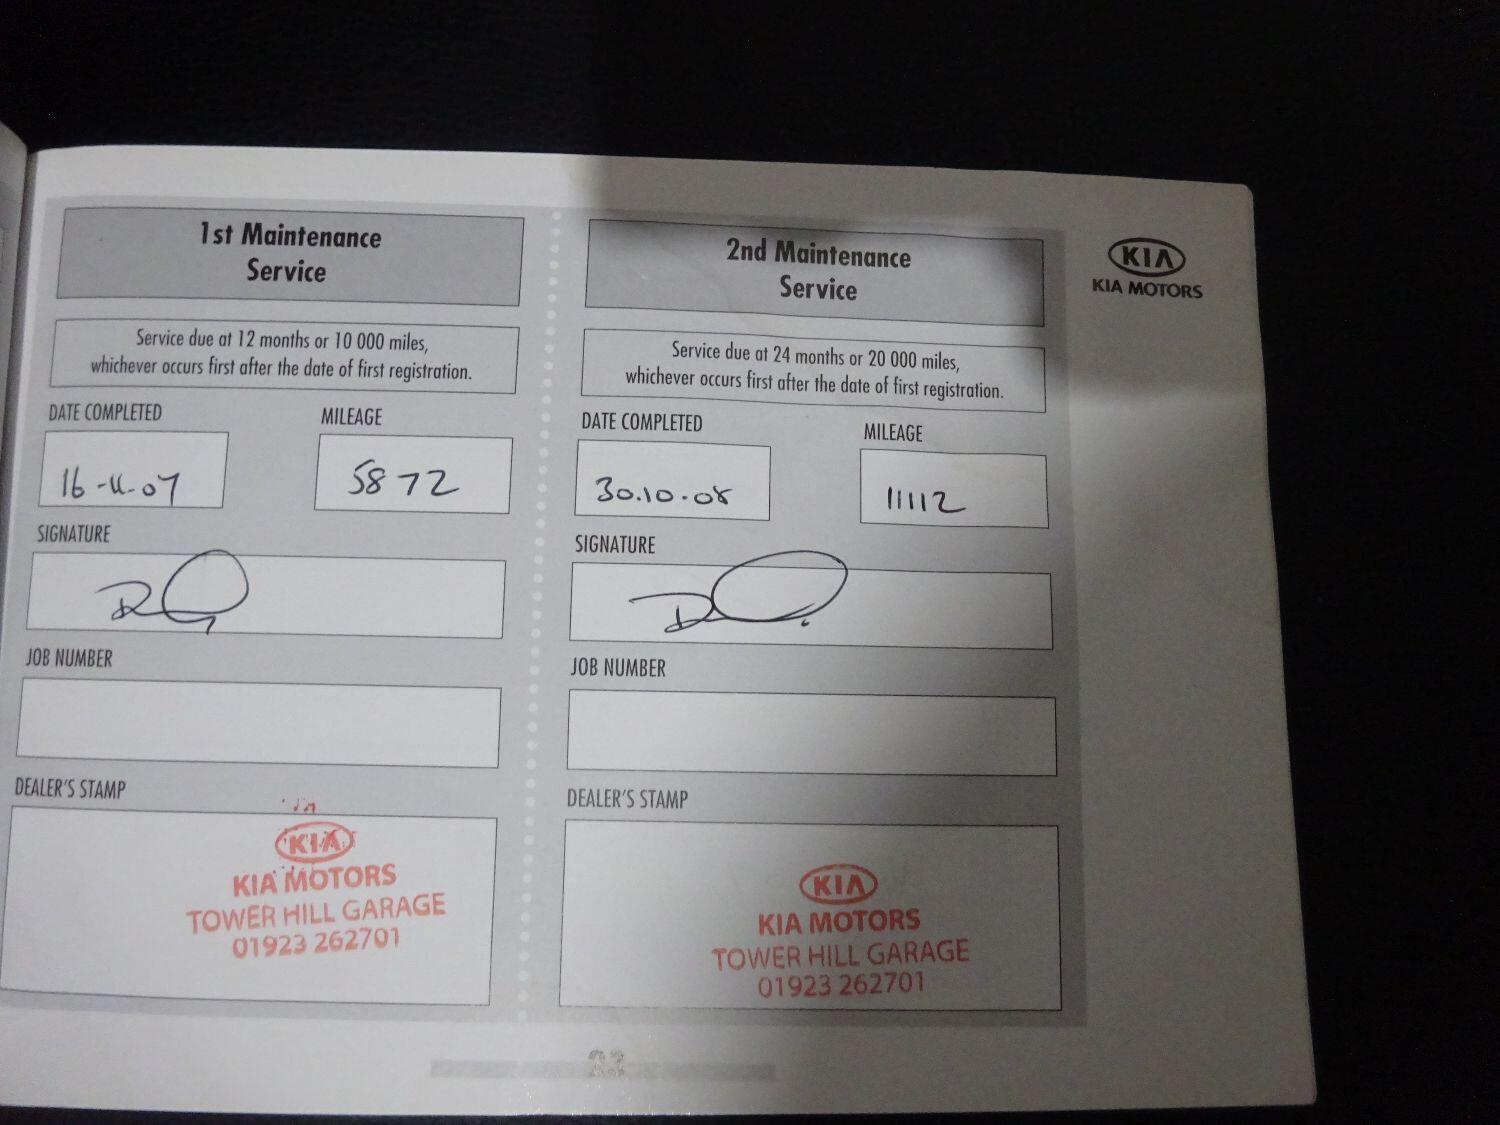 1st Maintenance
Service
Service due at 12 months or 10 000 miles,
whichever occurs first after the date of first registration.
DATE COMPLETED
MILEAGE
16-11-07
5872
SIGNATURE
JOB NUMBER
DEALER'S STAMP
KIA
KIA MOTORS
TOWER HILL GARAGE
01923 262701
2nd Maintenance
Service
Service due at 24 months or 20 000 miles,
whichever occurs first after the date of first registration.
DATE COMPLETED
MILEAGE
30.10.08
11112
SIGNATURE
JOB NUMBER
DEALER'S STAMP
KIA
KIA MOTORS
TOWER HILL GARAGE
01923 262701
KIA
KIA MOTORS
23